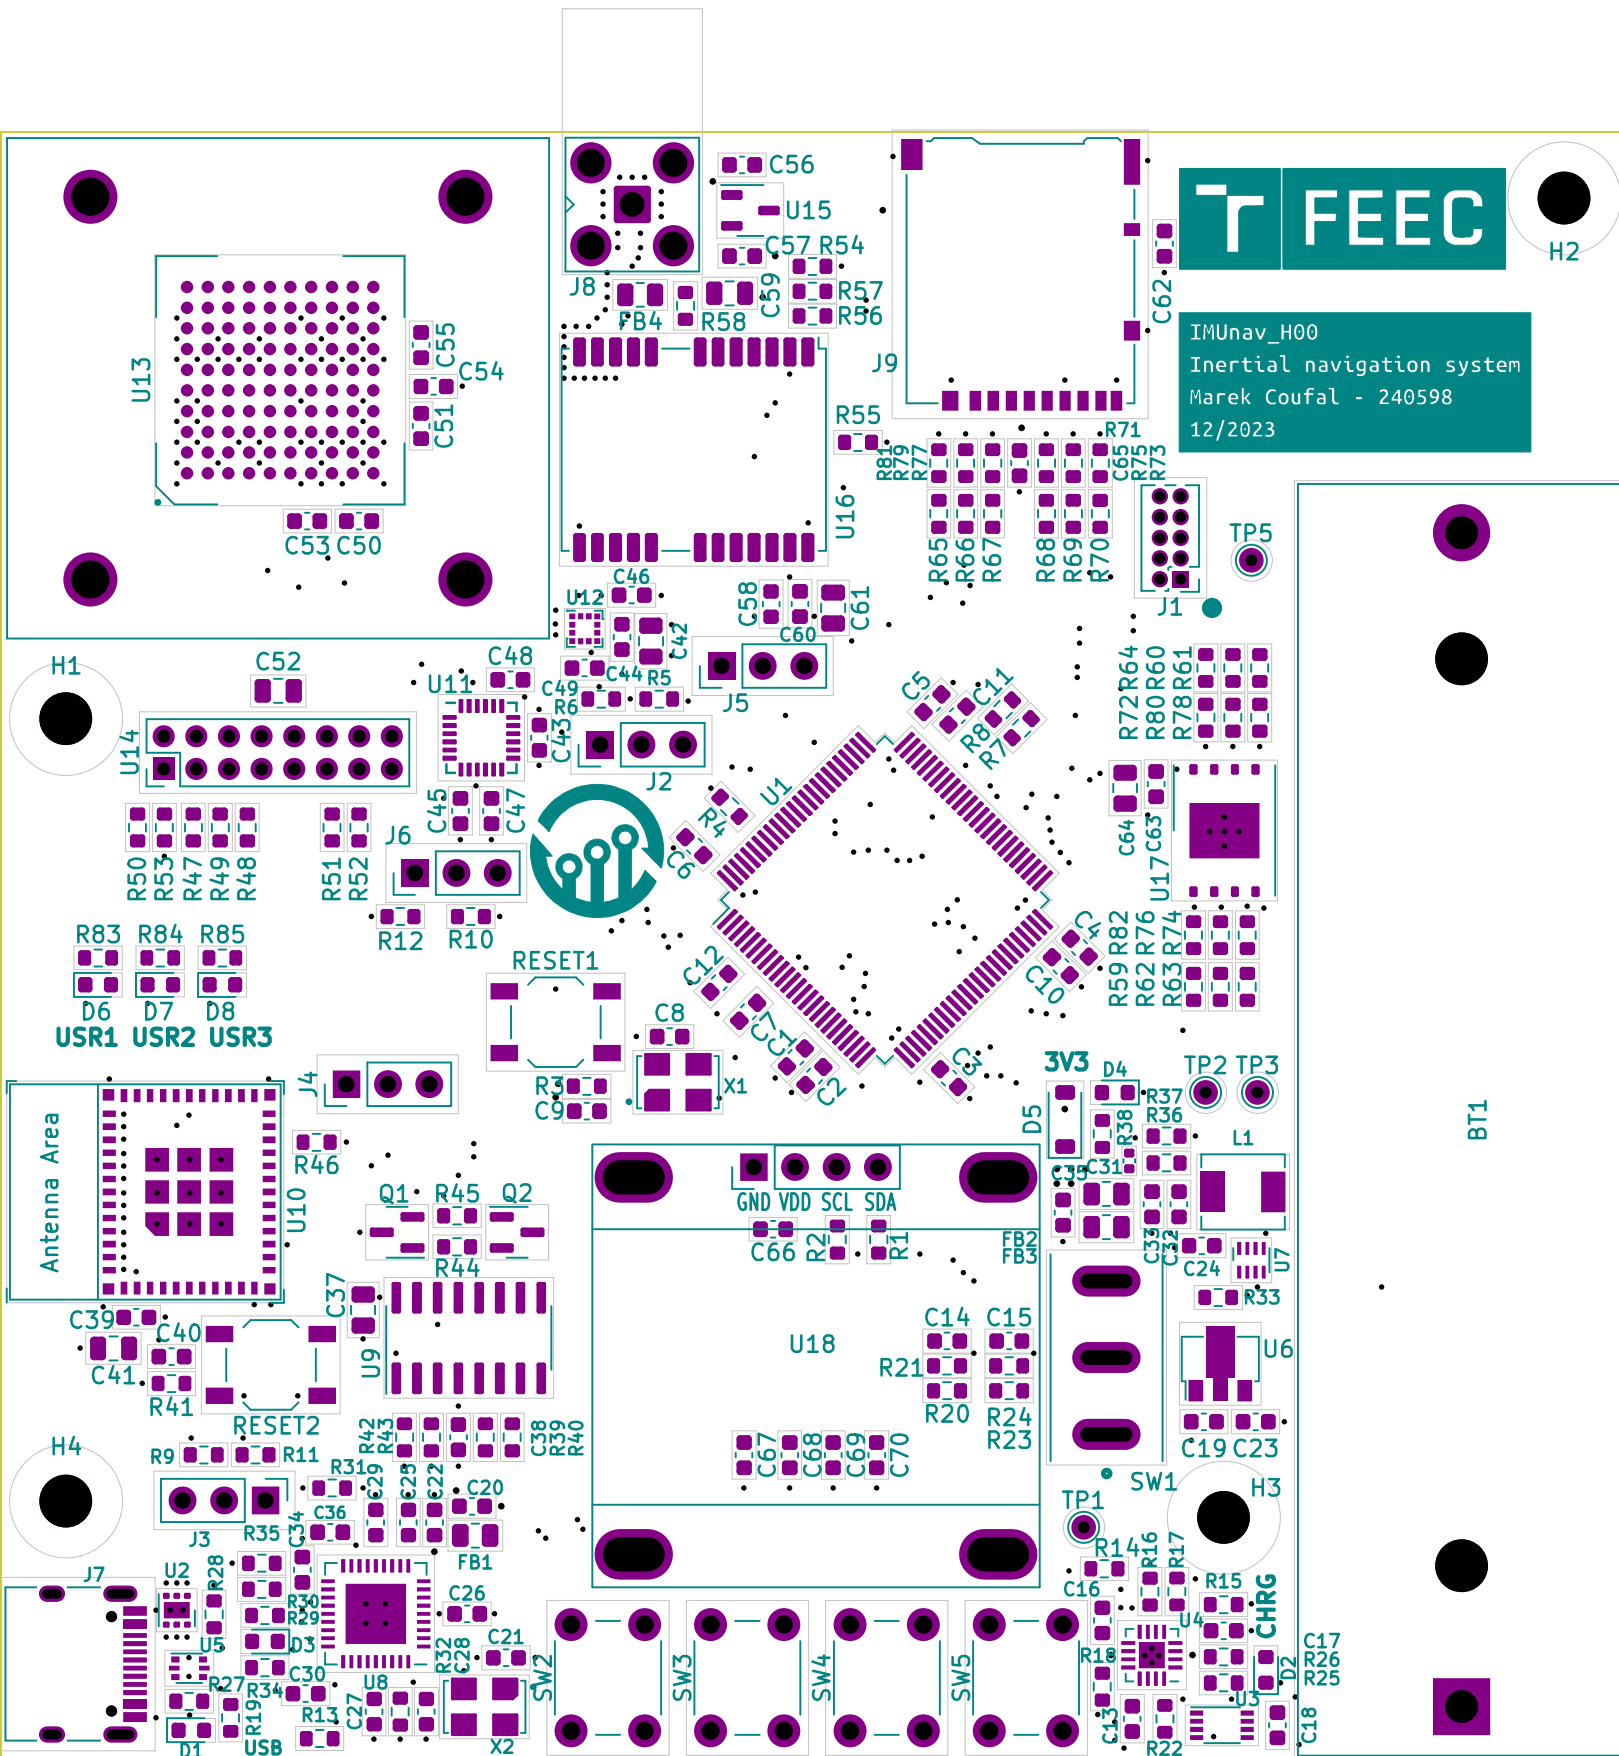 C56
U15
C57 R54
FEEC
H2
J8
FB4
R58
C59
R57
R56
J9
C62
IMUnav_H00
Inertial navigation system
Marek Coufal - 240598
12/2023
U13
C55
C54
C51
C53 C50
R55
U16
R81
R79
R77
R71
C65
R75
R73
R65
R66
R67
R68
R69
R70
J1
TP5
H1
C52
U14
U11
C48
U12
C46
C42
C44
C49
R6
R5
C43
C58
C60
C61
J5
J2
C5
C11
R8
R7
R72 R64
R80 R60
R78 R61
U1
R4
C6
C64
C63
U17
C45
C47
J6
R50
R53
R47
R49
R48
R51
R52
R12
R10
R83 R84 R85
D6 D7 D8
USR1 USR2 USR3
RESET1
C12
C7
C8
C1
C2
C3
C4
C10
R59 R82
R62 R76
R63 R74
3V3
D4
TP2 TP3
J4
R3
C9
X1
D5
R37
R36
R38
L1
BT1
Antenna Area
U10
R46
Q1
R45
Q2
R44
GND VDD SCL SDA
C66
R2
R1
C35
C31
FB2
FB3
C33
C32
C24
U7
R33
C37
U9
C39
C40
C41
R41
RESET2
U18
C14
C15
R21
R20
R24
R23
U6
C19 C23
H4
R9
R11
R42
R43
C38
R39
R40
C67
C68
C69
C70
SW1
H3
TP1
R31
C29
C25
C22
C20
C36
FB1
J3
R35
C34
J7
U2
R28
R30
R29
D3
U5
R27
R34
C30
R19
R13
D1
USB
U8
C27
R32
C28
C26
C21
X2
SW2
SW3
SW4
SW5
R14
C16
R16
R17
R15
CHRG
U4
R18
C17
R26
R25
D2
U3
C13
R22
C18